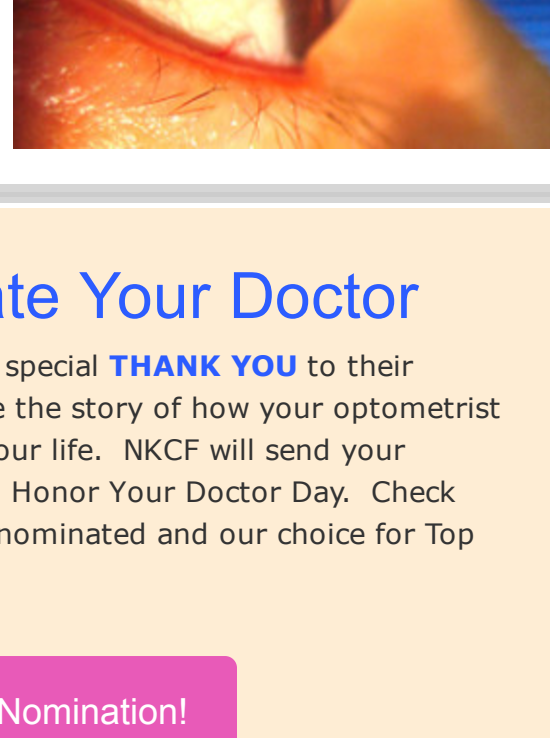 ate Your Doctor
special THANK YOU to their
e the story of how your optometrist
our life.  NKCF will send your
Honor Your Doctor Day.  Check
nominated and our choice for Top
Nomination!